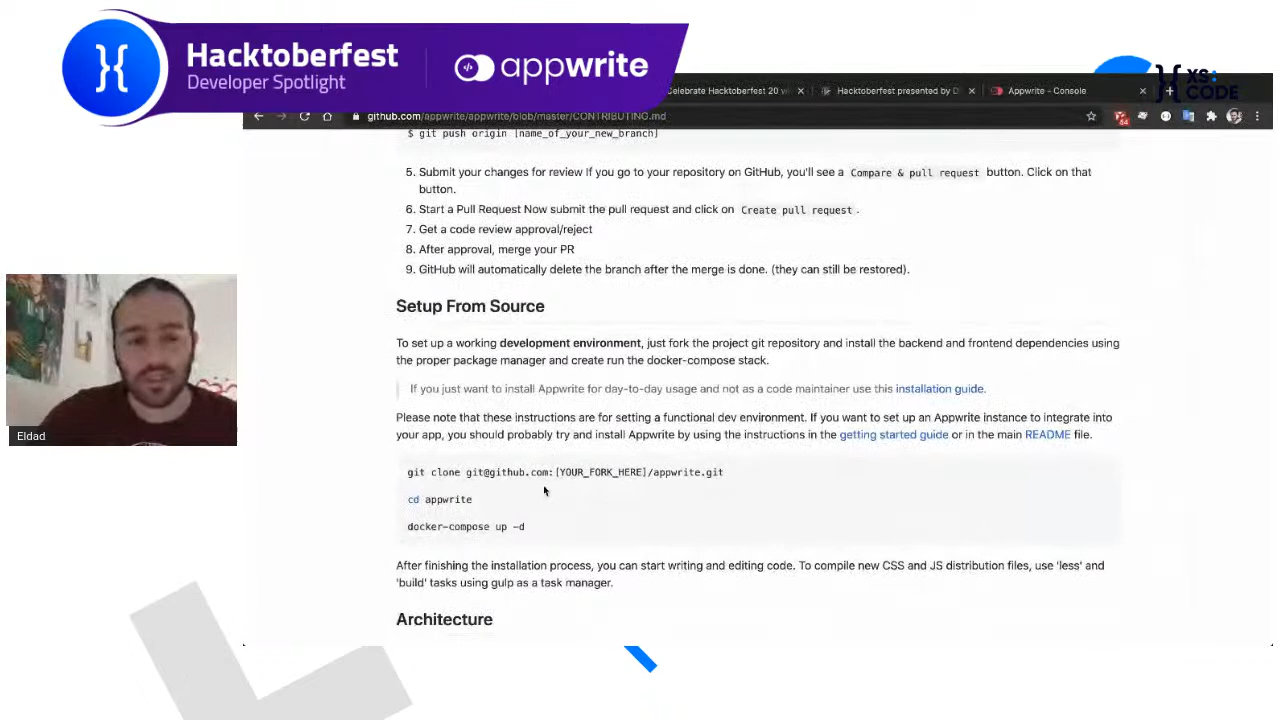 Hacktoberfest
Developer Spotlight
appwrite
XS:
CODE
Celebrate Hacktoberfest 20
Hacktoberfest presented by D
Appwrite - Console
github.com/appwrite/appwrite/blob/master/CONTRIBUTING.md
$ git push origin [name_of_your_new_branch]
5. Submit your changes for review If you go to your repository on GitHub, you'll see a Compare & pull request button. Click on that
button.
6. Start a Pull Request Now submit the pull request and click on Create pull request.
7. Get a code review approval/reject
8. After approval, merge your PR
9. GitHub will automatically delete the branch after the merge is done. (they can still be restored).
Setup From Source
To set up a working development environment, just fork the project git repository and install the backend and frontend dependencies using
the proper package manager and create run the docker-compose stack.
If you just want to install Appwrite for day-to-day usage and not as a code maintainer use this installation guide.
Please note that these instructions are for setting a functional dev environment. If you want to set up an Appwrite instance to integrate into
your app, you should probably try and install Appwrite by using the instructions in the getting started guide or in the main README file.
git clone git@github.com:[YOUR_FORK_HERE]/appwrite.git
cd appwrite
docker-compose up -d
After finishing the installation process, you can start writing and editing code. To compile new CSS and JS distribution files, use 'less' and
'build' tasks using gulp as a task manager.
Architecture
Eldad